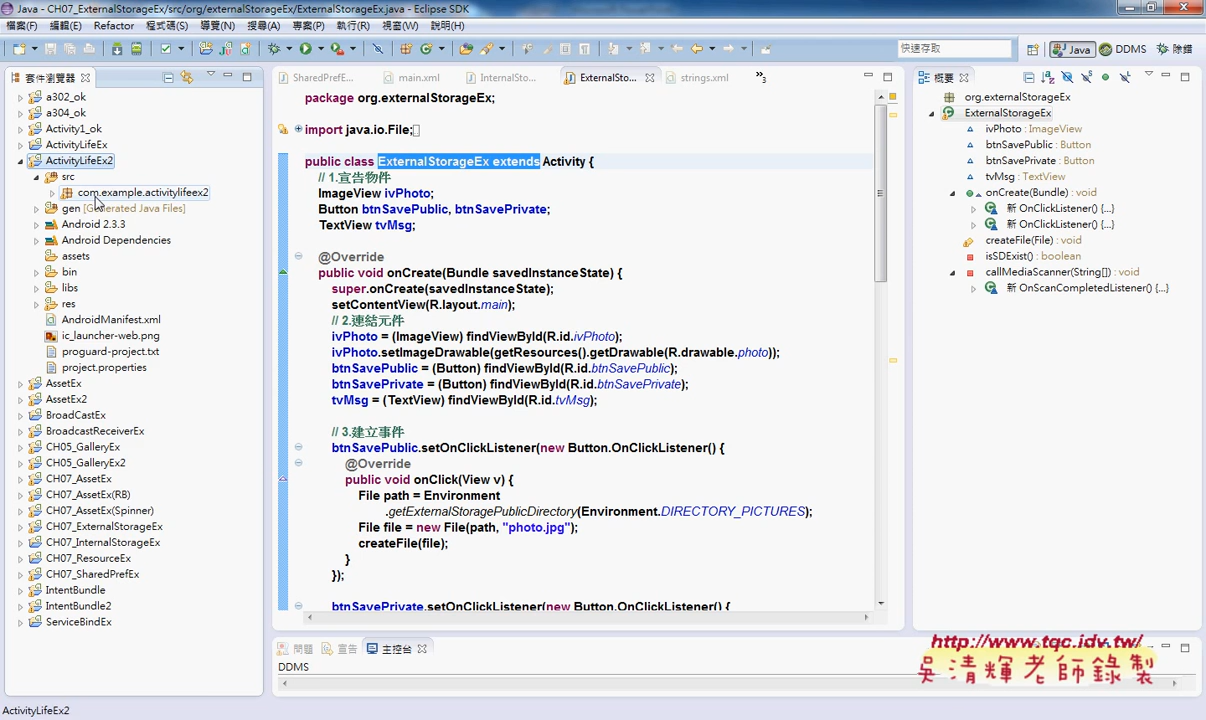 Java - CH07_ExternalStorageEx/src/org/externalStorageEx/ExternalStorageEx.java - Eclipse SDK
檔案(F) 編輯(E) Refactor 程式碼(S) 導覽(N) 搜尋(A) 專案(P) 執行(R) 視窗(W) 說明(H)
快速存取 Java DDMS 除錯
套件瀏覽器
a302_ok
a304_ok
Activity1_ok
ActivityLifeEx
ActivityLifeEx2
src
com.example.activitylifeex2
gen [Generated Java Files]
Android 2.3.3
Android Dependencies
assets
bin
libs
res
AndroidManifest.xml
ic_launcher-web.png
proguard-project.txt
project.properties
AssetEx
AssetEx2
BroadCastEx
BroadcastReceiverEx
CH05_GalleryEx
CH05_GalleryEx2
CH07_AssetEx
CH07_AssetEx(RB)
CH07_AssetEx(Spinner)
CH07_ExternalStorageEx
CH07_InternalStorageEx
CH07_ResourceEx
CH07_SharedPrefEx
IntentBundle
IntentBundle2
ServiceBindEx
SharedPrefE... main.xml InternalSto... ExternalSto... strings.xml »3
package org.externalStorageEx;
import java.io.File;
public class ExternalStorageEx extends Activity {
// 1.宣告物件
ImageView ivPhoto;
Button btnSavePublic, btnSavePrivate;
TextView tvMsg;
@Override
public void onCreate(Bundle savedInstanceState) {
super.onCreate(savedInstanceState);
setContentView(R.layout.main);
// 2.連結元件
ivPhoto = (ImageView) findViewById(R.id.ivPhoto);
ivPhoto.setImageDrawable(getResources().getDrawable(R.drawable.photo));
btnSavePublic = (Button) findViewById(R.id.btnSavePublic);
btnSavePrivate = (Button) findViewById(R.id.btnSavePrivate);
tvMsg = (TextView) findViewById(R.id.tvMsg);
// 3.建立事件
btnSavePublic.setOnClickListener(new Button.OnClickListener() {
@Override
public void onClick(View v) {
File path = Environment
.getExternalStoragePublicDirectory(Environment.DIRECTORY_PICTURES);
File file = new File(path, "photo.jpg");
createFile(file);
}
});
btnSavePrivate.setOnClickListener(new Button.OnClickListener() {
概要
org.externalStorageEx
ExternalStorageEx
ivPhoto : ImageView
btnSavePublic : Button
btnSavePrivate : Button
tvMsg : TextView
onCreate(Bundle) : void
新 OnClickListener() {...}
新 OnClickListener() {...}
createFile(File) : void
isSDExist() : boolean
callMediaScanner(String[]) : void
新 OnScanCompletedListener() {...}
問題 宣告 主控台
DDMS
http://www.tqc.idv.tw/
吳清輝老師錄製
ActivityLifeEx2